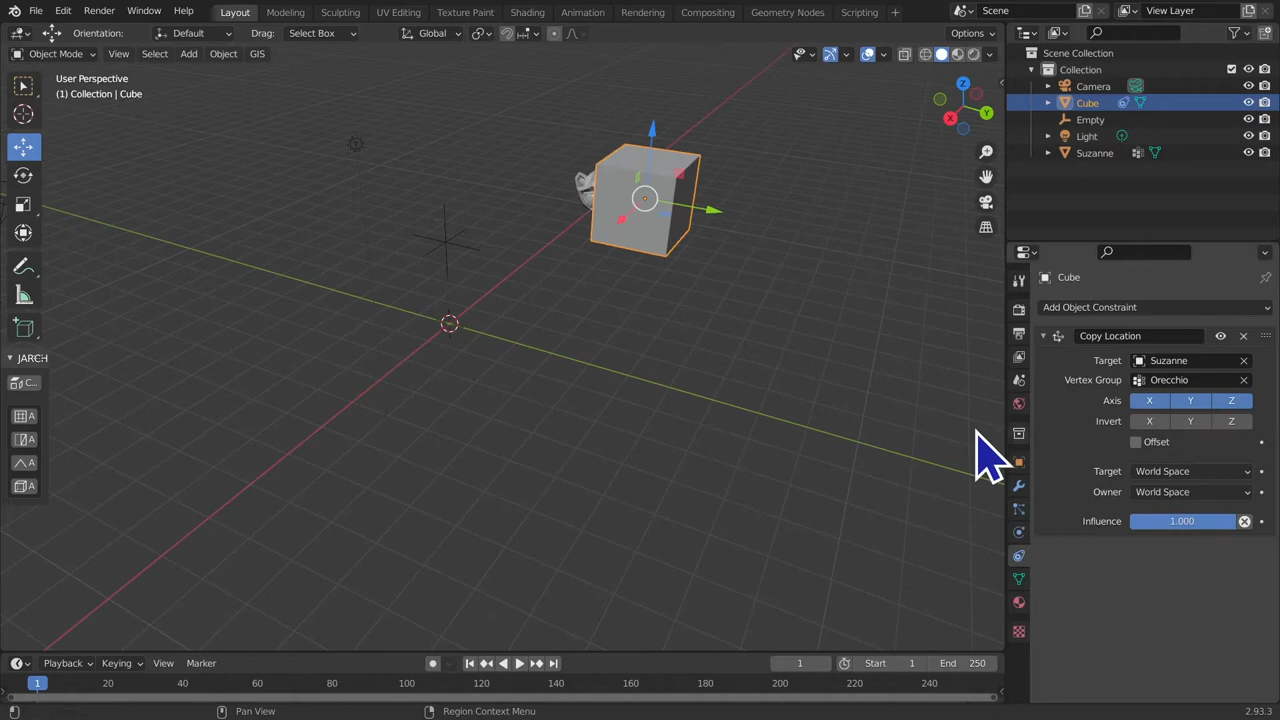 File Edit Render Window Help Layout Modeling Sculpting UV Editing Texture Paint Shading Animation Rendering Compositing Geometry Nodes Scripting + Scene View Layer
Orientation: Default Drag: Select Box Global Options
Object Mode View Select Add Object GIS
User Perspective
(1) Collection | Cube
Z
Y
X
JARCH
C...
A
A
A
A
Scene Collection
Collection
Camera
Cube
Empty
Light
Suzanne
Cube
Add Object Constraint
Copy Location
Target Suzanne
Vertex Group Orecchio
Axis X Y Z
Invert X Y Z
Offset
Target World Space
Owner World Space
Influence 1.000
Playback Keying View Marker 1 Start 1 End 250
1 20 40 60 80 100 120 140 160 180 200 220 240
Pan View Region Context Menu 2.93.3